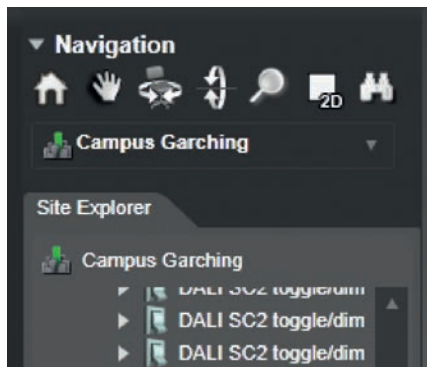 Navigation
2D
Campus Garching
Site Explorer
Campus Garching
DALI SC2 toggle/dim
DALI SC2 toggle/dim
DALI SC2 toggle/dim